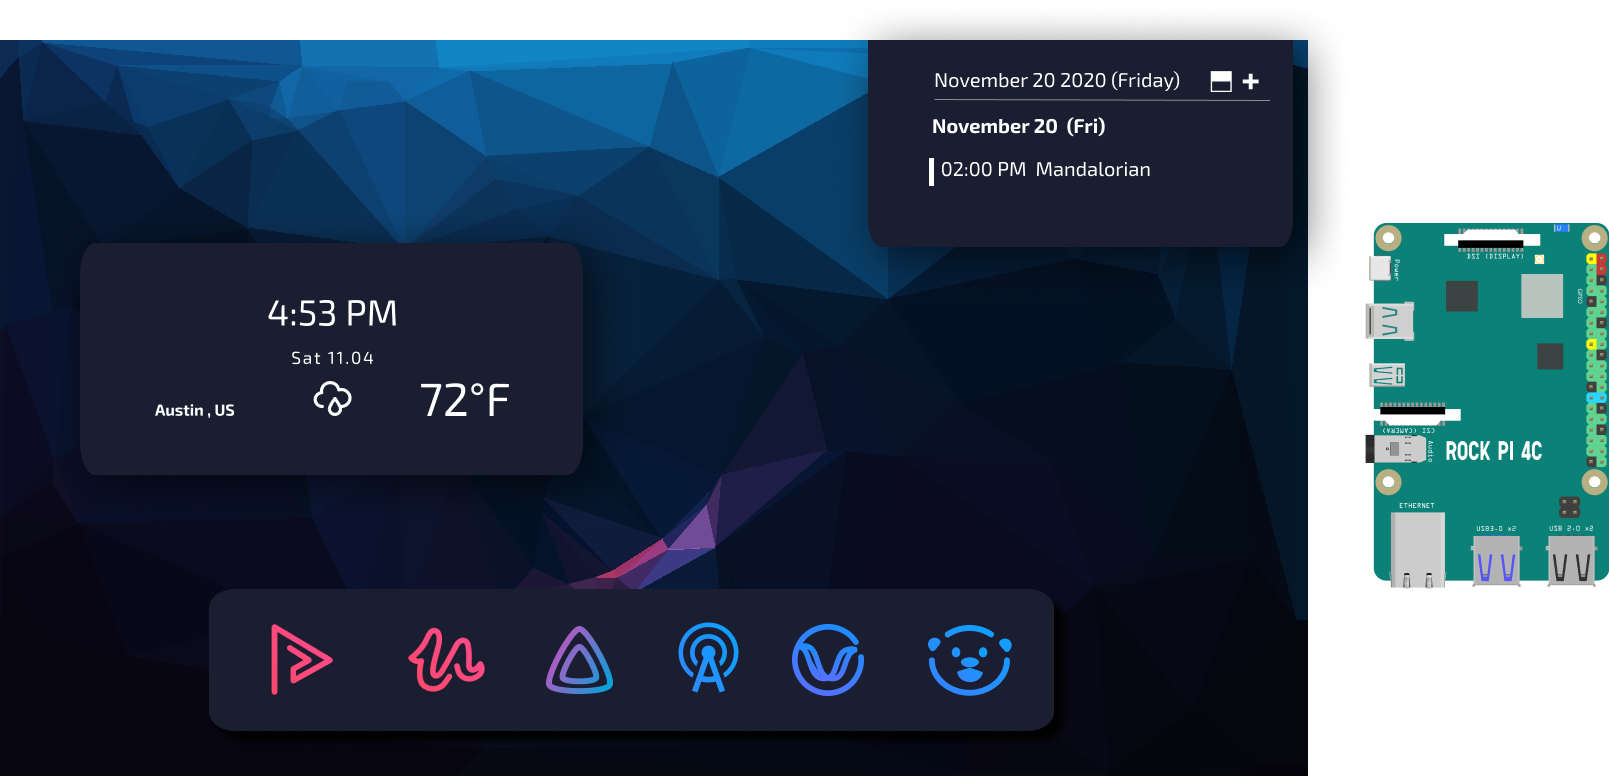 November 20 2020 (Friday)
November 20 (Fri)
02:00 PM Mandalorian
4:53 PM
Sat 11.04
Austin , US
72°F
DSI (DISPLAY)
Power
GPIO
CSI (CAMERA)
Audio
ROCK PI 4C
ETHERNET
USB3.0 x2
USB 2.0 x2